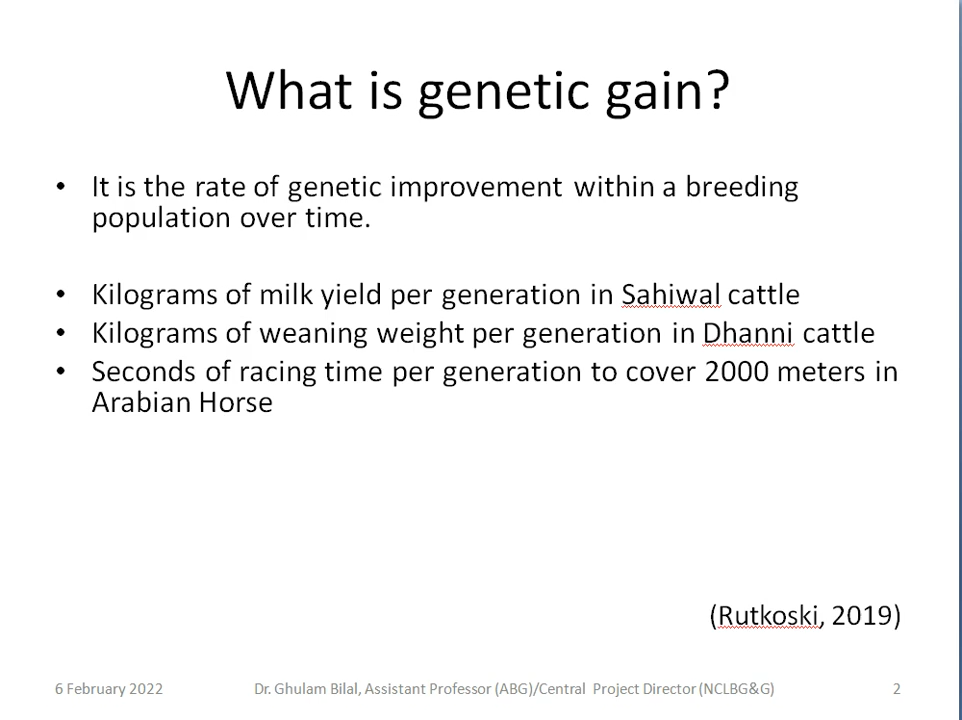 What is genetic gain?
• It is the rate of genetic improvement within a breeding
population over time.
• Kilograms of milk yield per generation in Sahiwal cattle
• Kilograms of weaning weight per generation in Dhanni cattle
• Seconds of racing time per generation to cover 2000 meters in
Arabian Horse
(Rutkoski, 2019)
6 February 2022 Dr. Ghulam Bilal, Assistant Professor (ABG)/Central Project Director (NCLBG&G) 2